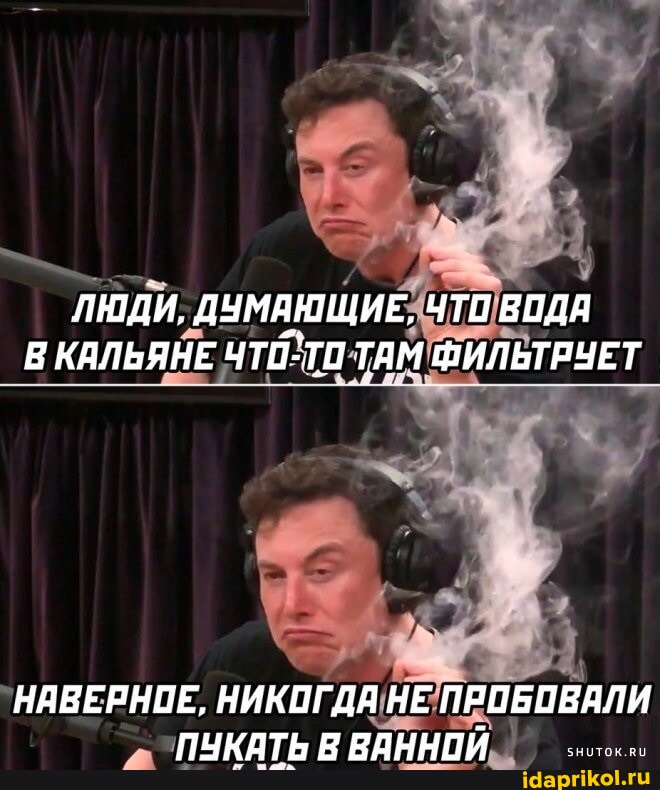 ЛЮДИ, ДУМАЮЩИЕ, ЧТО ВОДА
В КАЛЬЯНЕ ЧТО-ТО ТАМ ФИЛЬТРУЕТ
НАВЕРНОЕ, НИКОГДА НЕ ПРОБОВАЛИ
ПУКАТЬ В ВАННОЙ
SHUTOK.RU
idaprikol.ru